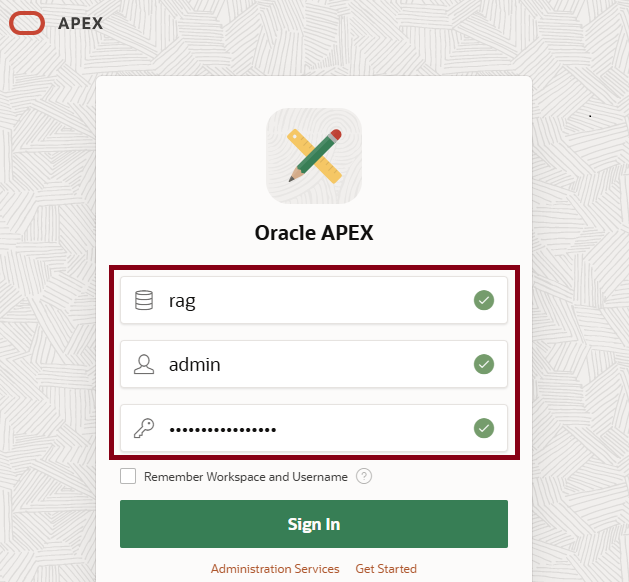 APEX
Oracle APEX
rag
admin
•••••••••••••••••
Remember Workspace and Username ?
Sign In
Administration Services Get Started